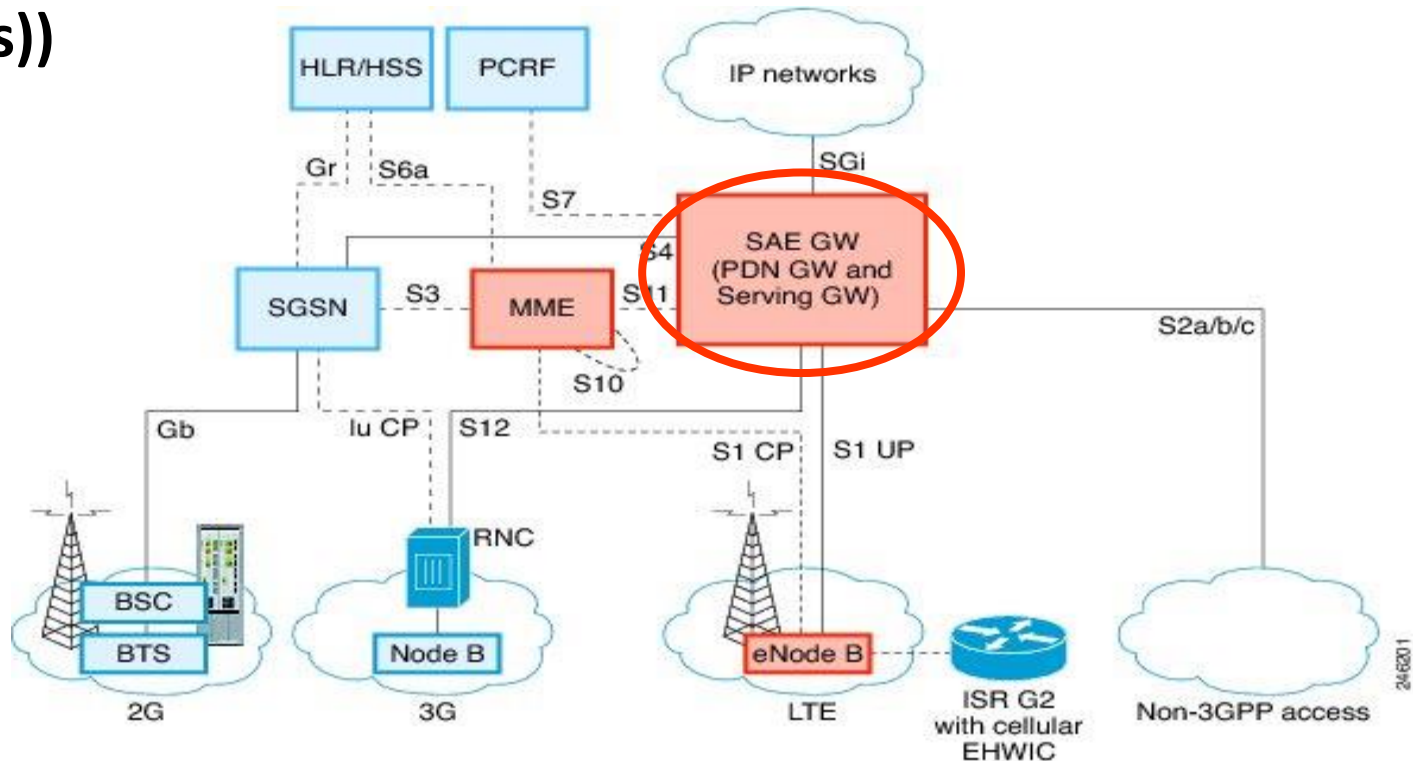 s))
HLR/HSS
PCRF
IP networks
Gr
S6a
S7
SGi
SAE GW
(PDN GW and
Serving GW)
S4
SGSN
S3
MME
S11
S2a/b/c
S10
Gb
Iu CP
S12
S1 CP
S1 UP
RNC
BSC
BTS
Node B
eNode B
2G
3G
LTE
ISR G2
with cellular
EHWIC
Non-3GPP access
246201